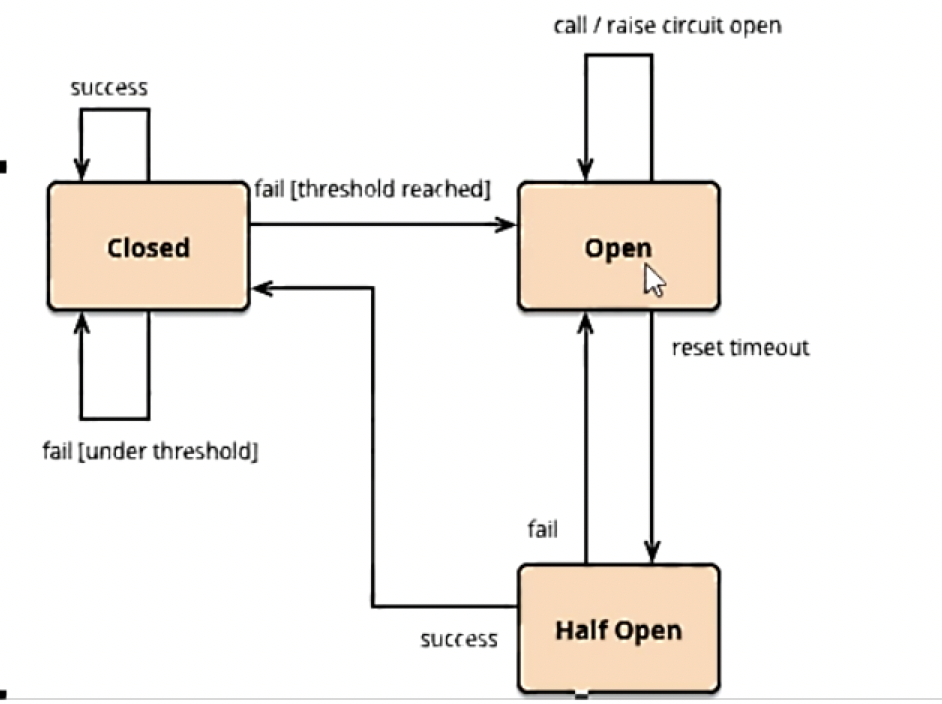 call / raise circuit open
success
fail [threshold reached]
Closed
Open
reset timeout
fail [under threshold]
fail
Half Open
success